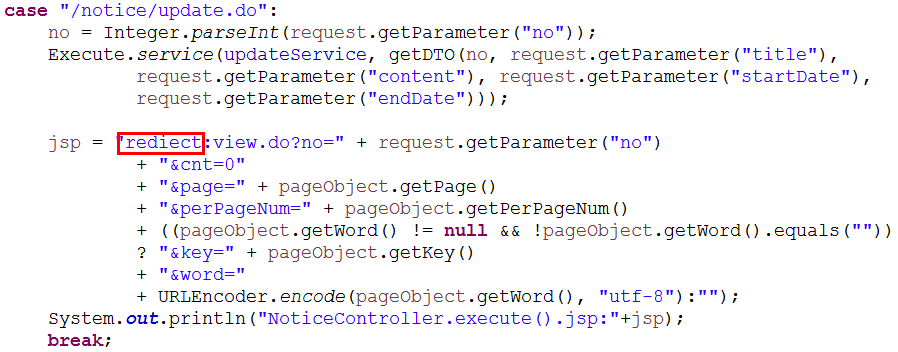 case "/notice/update.do":
no = Integer.parseInt(request.getParameter("no"));
Execute.service(updateService, getDTO(no, request.getParameter("title"),
request.getParameter("content"), request.getParameter("startDate"),
request.getParameter("endDate")));
jsp = "rediect:view.do?no=" + request.getParameter("no")
+ "&cnt=0"
+ "&page=" + pageObject.getPage()
+ "&perPageNum=" + pageObject.getPerPageNum()
+ ((pageObject.getWord() != null && !pageObject.getWord().equals(""))
? "&key=" + pageObject.getKey()
+ "&word="
+ URLEncoder.encode(pageObject.getWord(), "utf-8"):"");
System.out.println("NoticeController.execute().jsp:"+jsp);
break;